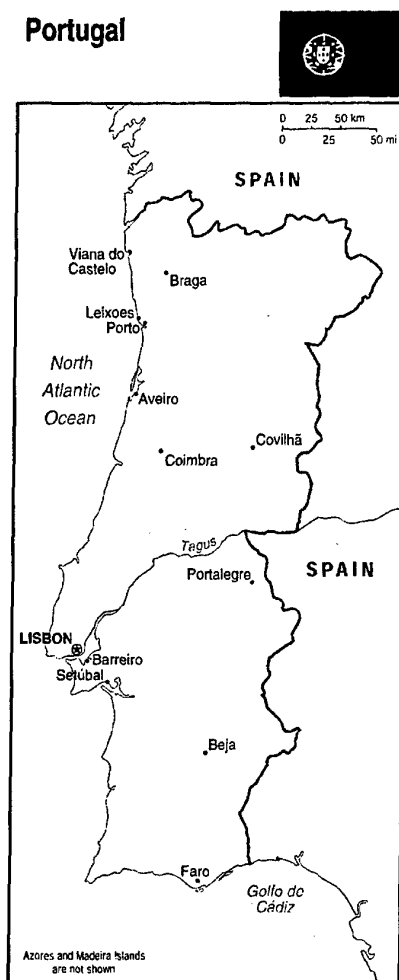 Portugal
0 25 50 km
0 25 50 mi
SPAIN
Viana do
Castelo
Braga
Leixoes
Porto
North
Atlantic
Ocean
Aveiro
Covilhã
Coimbra
Tagus
Portalegre
SPAIN
LISBON
Barreiro
Setúbal
Beja
Faro
Golfo de
Cádiz
Azores and Madeira Islands
are not shown